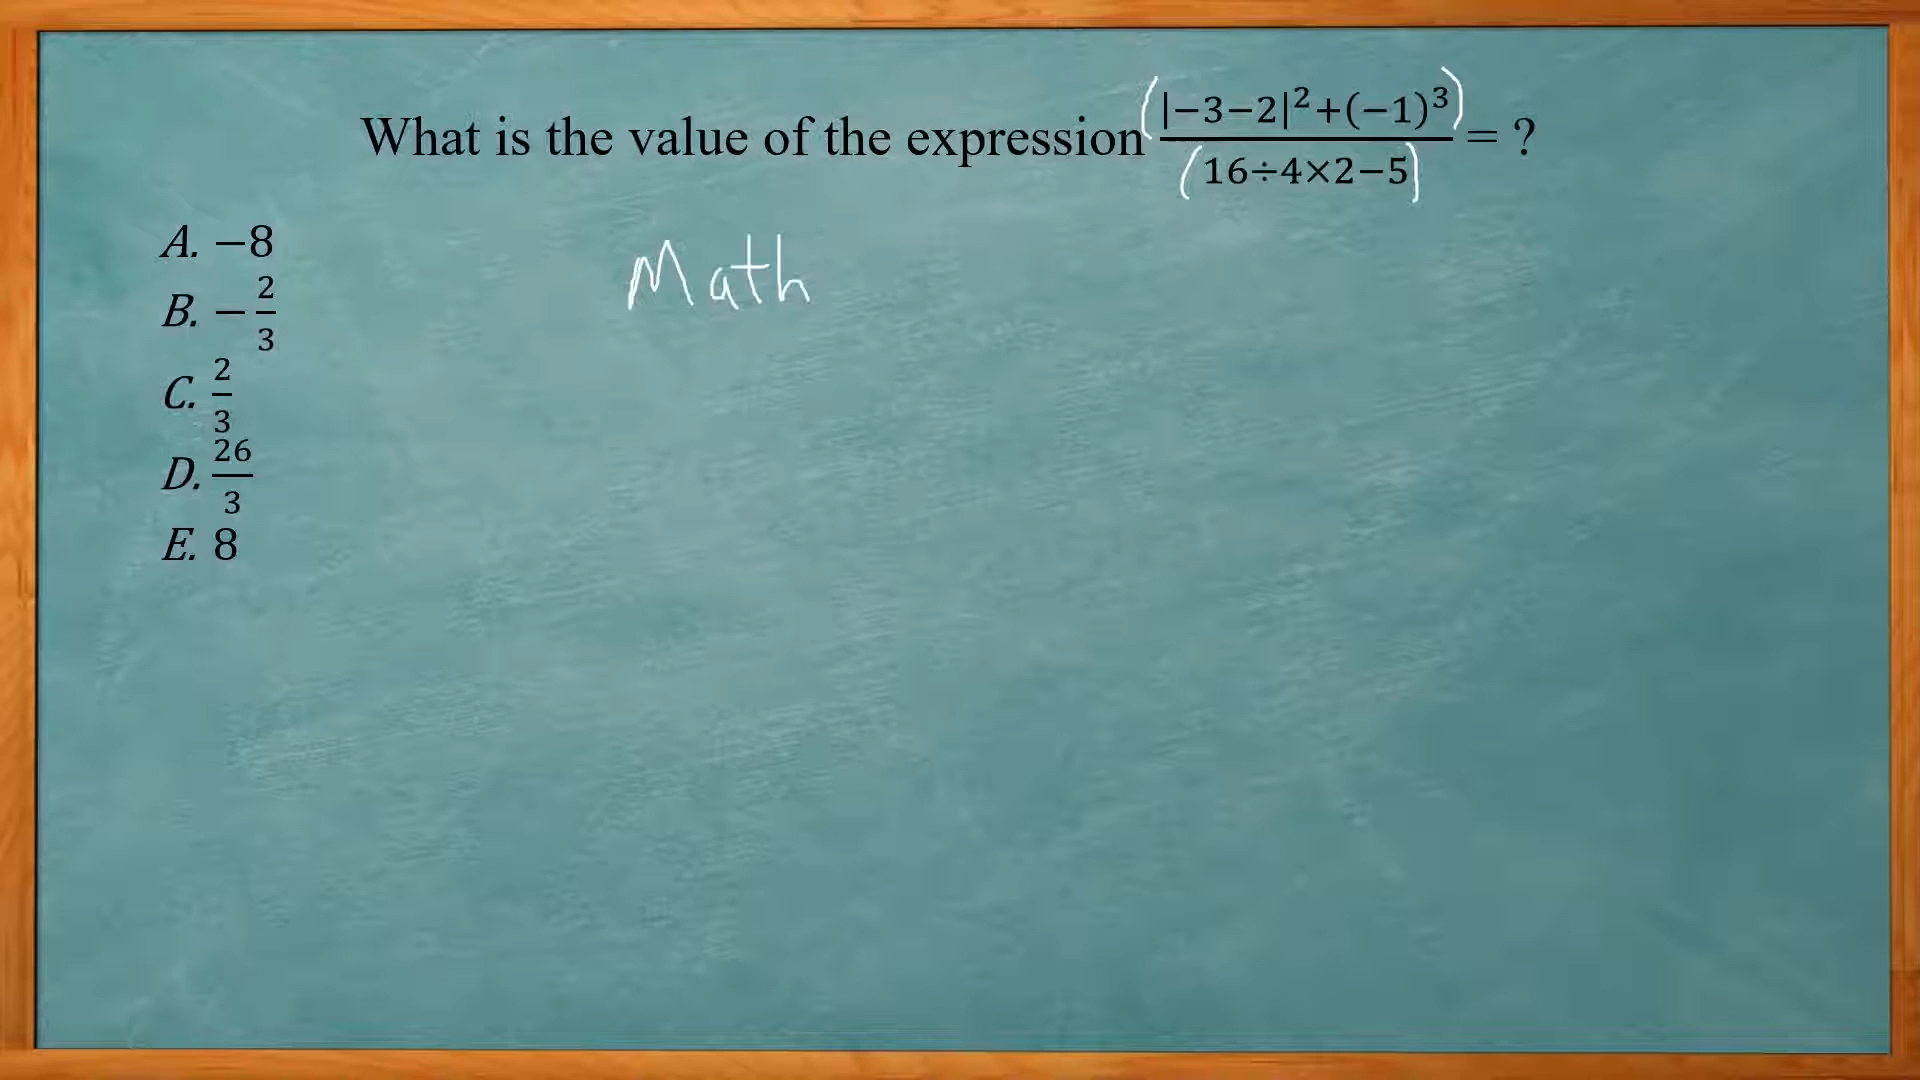 What is the value of the expression (|−3−2|²+(−1)³)/(16÷4×2−5) = ?
A. −8
B. −2/3
C. 2/3
D. 26/3
E. 8
Math